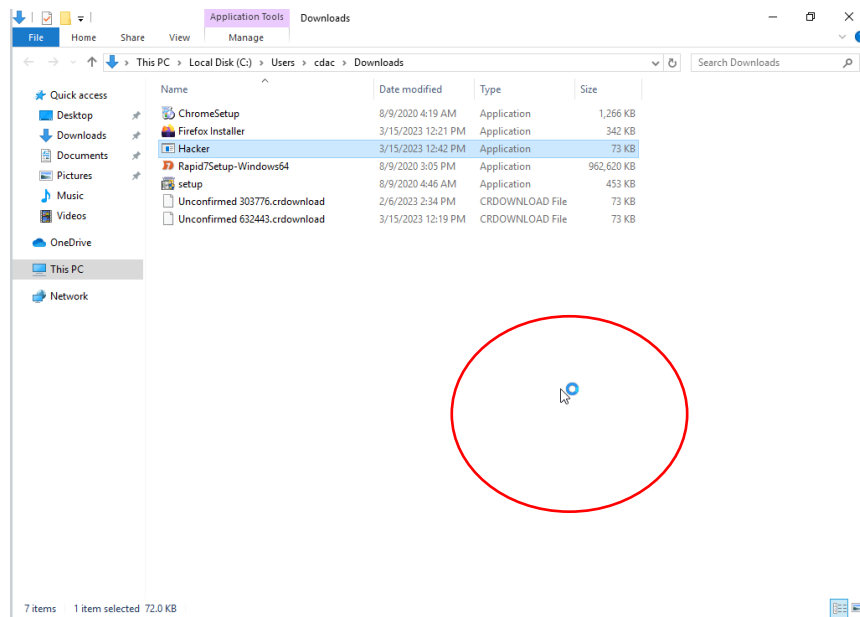 Application Tools Downloads
File Home Share View Manage
This PC > Local Disk (C:) > Users > cdac > Downloads Search Downloads
Name Date modified Type Size
Quick access
Desktop
Downloads
Documents
Pictures
Music
Videos
OneDrive
This PC
Network
ChromeSetup 8/9/2020 4:19 AM Application 1,266 KB
Firefox Installer 3/15/2023 12:21 PM Application 342 KB
Hacker 3/15/2023 12:42 PM Application 73 KB
Rapid7Setup-Windows64 8/9/2020 3:05 PM Application 962,620 KB
setup 8/9/2020 4:46 AM Application 453 KB
Unconfirmed 303776.crdownload 2/6/2023 2:34 PM CRDOWNLOAD File 73 KB
Unconfirmed 632443.crdownload 3/15/2023 12:19 PM CRDOWNLOAD File 73 KB
7 items 1 item selected 72.0 KB